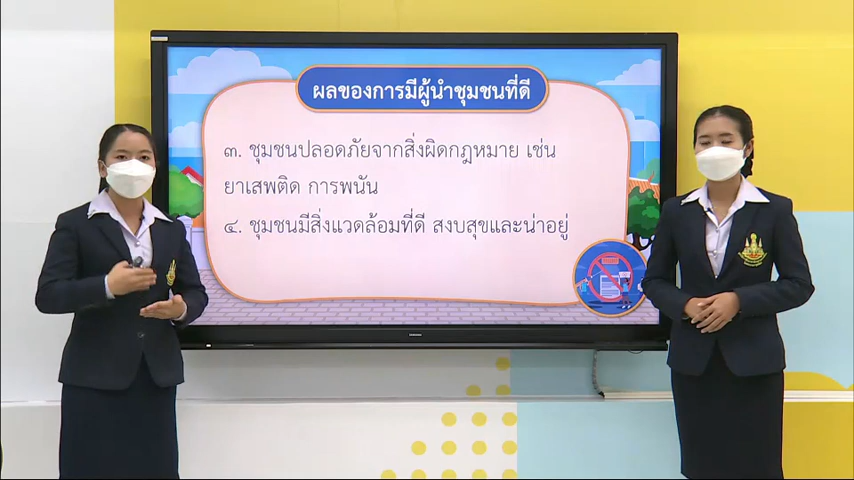 ผลของการมีผู้นำชุมชนที่ดี
๓. ชุมชนปลอดภัยจากสิ่งผิดกฎหมาย เช่น
ยาเสพติด การพนัน
๔. ชุมชนมีสิ่งแวดล้อมที่ดี สงบสุขและน่าอยู่